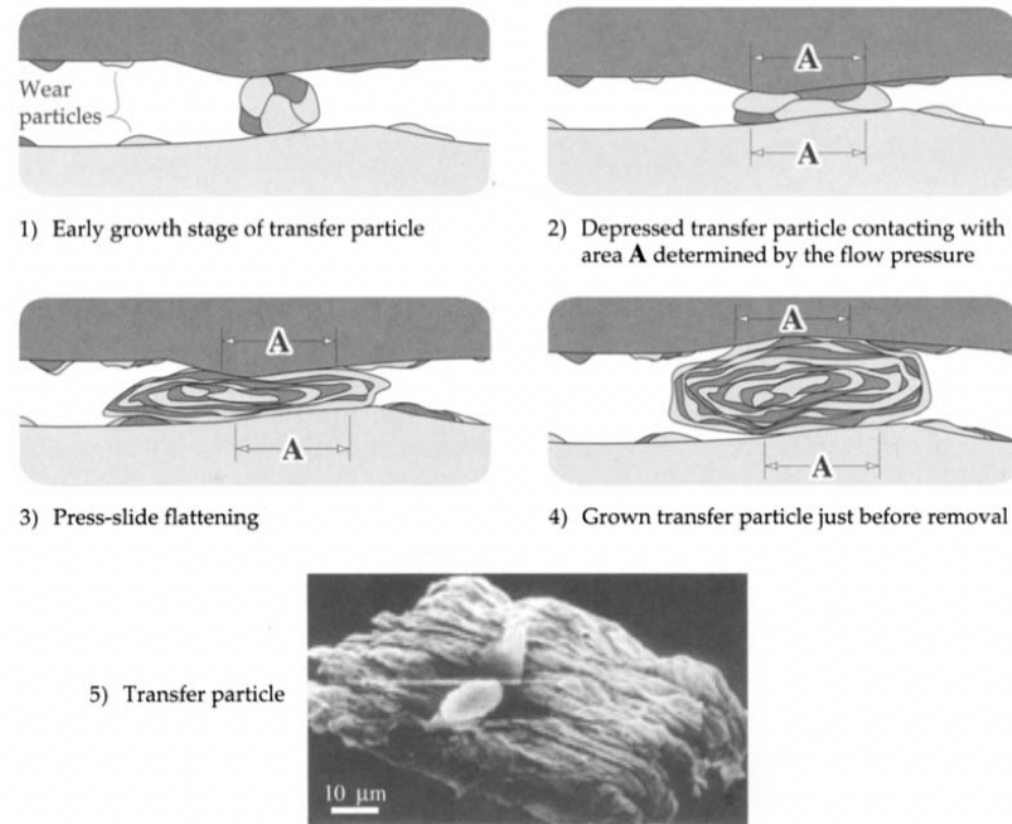 Wear
particles
A
A
1) Early growth stage of transfer particle
2) Depressed transfer particle contacting with
area A determined by the flow pressure
A
A
A
A
3) Press-slide flattening
4) Grown transfer particle just before removal
5) Transfer particle
10 μm